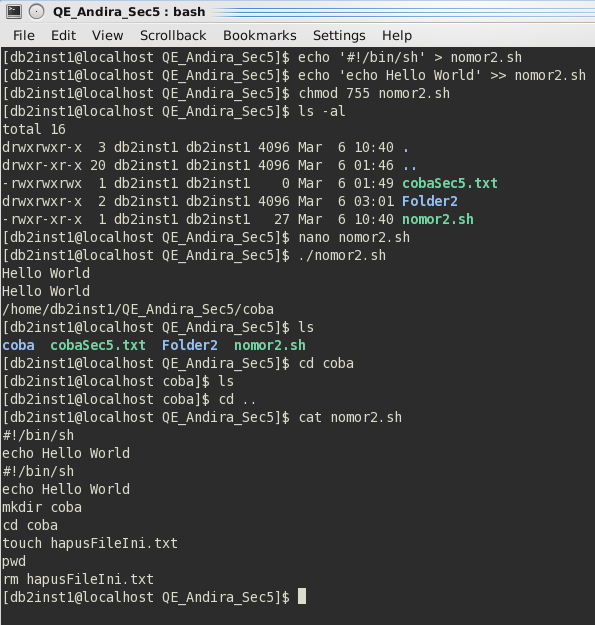 QE_Andira_Sec5 : bash
File Edit View Scrollback Bookmarks Settings Help
[db2inst1@localhost QE_Andira_Sec5]$ echo '#!/bin/sh' > nomor2.sh
[db2inst1@localhost QE_Andira_Sec5]$ echo 'echo Hello World' >> nomor2.sh
[db2inst1@localhost QE_Andira_Sec5]$ chmod 755 nomor2.sh
[db2inst1@localhost QE_Andira_Sec5]$ ls -al
total 16
drwxrwxr-x  3 db2inst1 db2inst1 4096 Mar  6 10:40 .
drwxr-xr-x 20 db2inst1 db2inst1 4096 Mar  6 01:46 ..
-rwxrwxrwx  1 db2inst1 db2inst1    0 Mar  6 01:49 cobaSec5.txt
drwxr-xr-x  2 db2inst1 db2inst1 4096 Mar  6 03:01 Folder2
-rwxr-xr-x  1 db2inst1 db2inst1   27 Mar  6 10:40 nomor2.sh
[db2inst1@localhost QE_Andira_Sec5]$ nano nomor2.sh
[db2inst1@localhost QE_Andira_Sec5]$ ./nomor2.sh
Hello World
Hello World
/home/db2inst1/QE_Andira_Sec5/coba
[db2inst1@localhost QE_Andira_Sec5]$ ls
coba  cobaSec5.txt  Folder2  nomor2.sh
[db2inst1@localhost QE_Andira_Sec5]$ cd coba
[db2inst1@localhost coba]$ ls
[db2inst1@localhost coba]$ cd ..
[db2inst1@localhost QE_Andira_Sec5]$ cat nomor2.sh
#!/bin/sh
echo Hello World
#!/bin/sh
echo Hello World
mkdir coba
cd coba
touch hapusFileIni.txt
pwd
rm hapusFileIni.txt
[db2inst1@localhost QE_Andira_Sec5]$